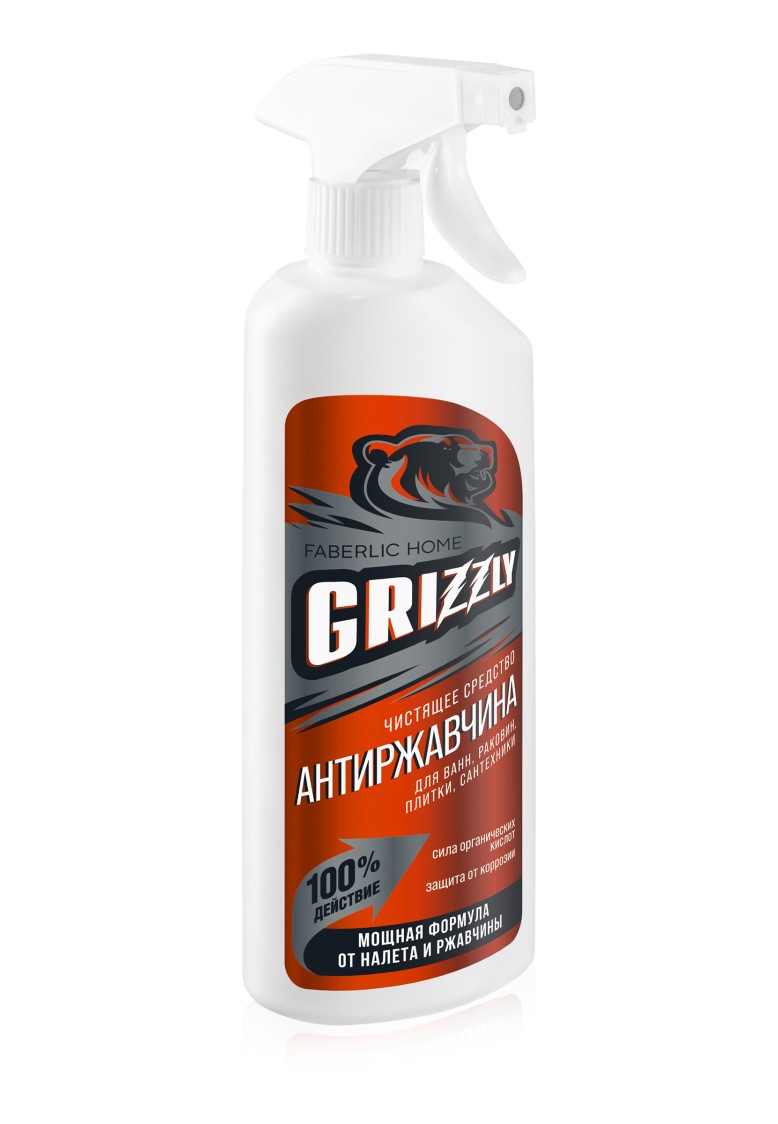 FABERLIC HOME
GRIZZLY
ЧИСТЯЩЕЕ СРЕДСТВО
АНТИРЖАВЧИНА
ДЛЯ ВАНН, РАКОВИН,
ПЛИТКИ, САНТЕХНИКИ
сила органических
кислот
защита от коррозии
100%
ДЕЙСТВИЕ
МОЩНАЯ ФОРМУЛА
ОТ НАЛЕТА И РЖАВЧИНЫ